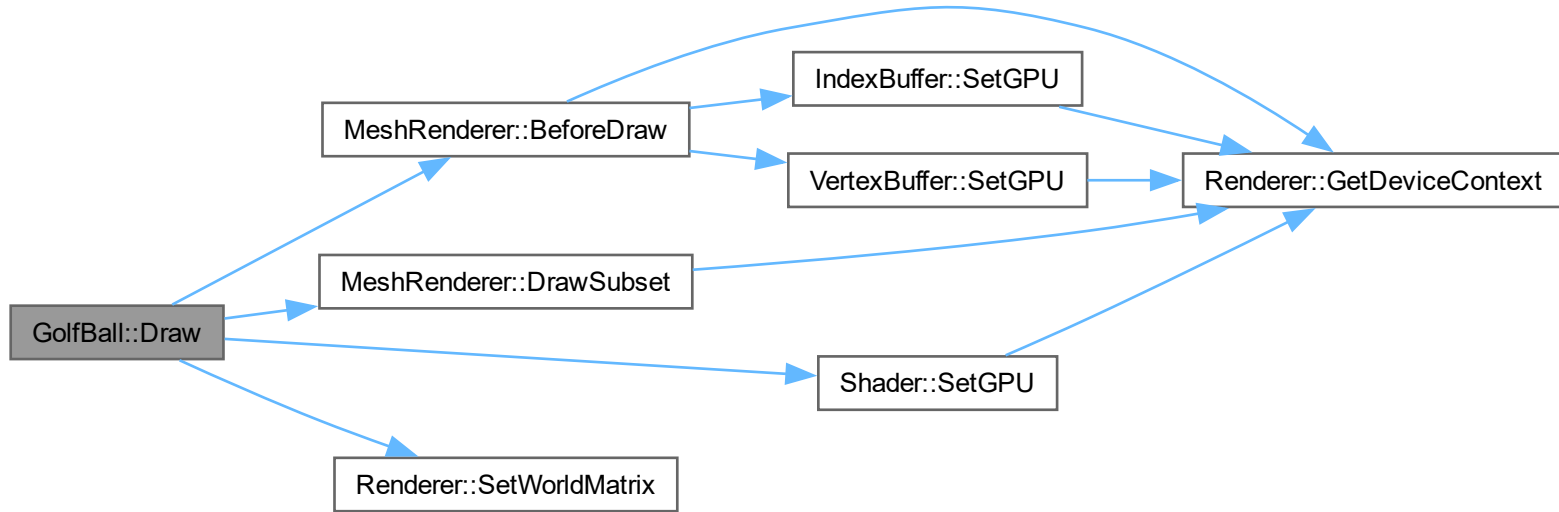 GolfBall::Draw
MeshRenderer::BeforeDraw
IndexBuffer::SetGPU
VertexBuffer::SetGPU
Renderer::GetDeviceContext
MeshRenderer::DrawSubset
Shader::SetGPU
Renderer::SetWorldMatrix